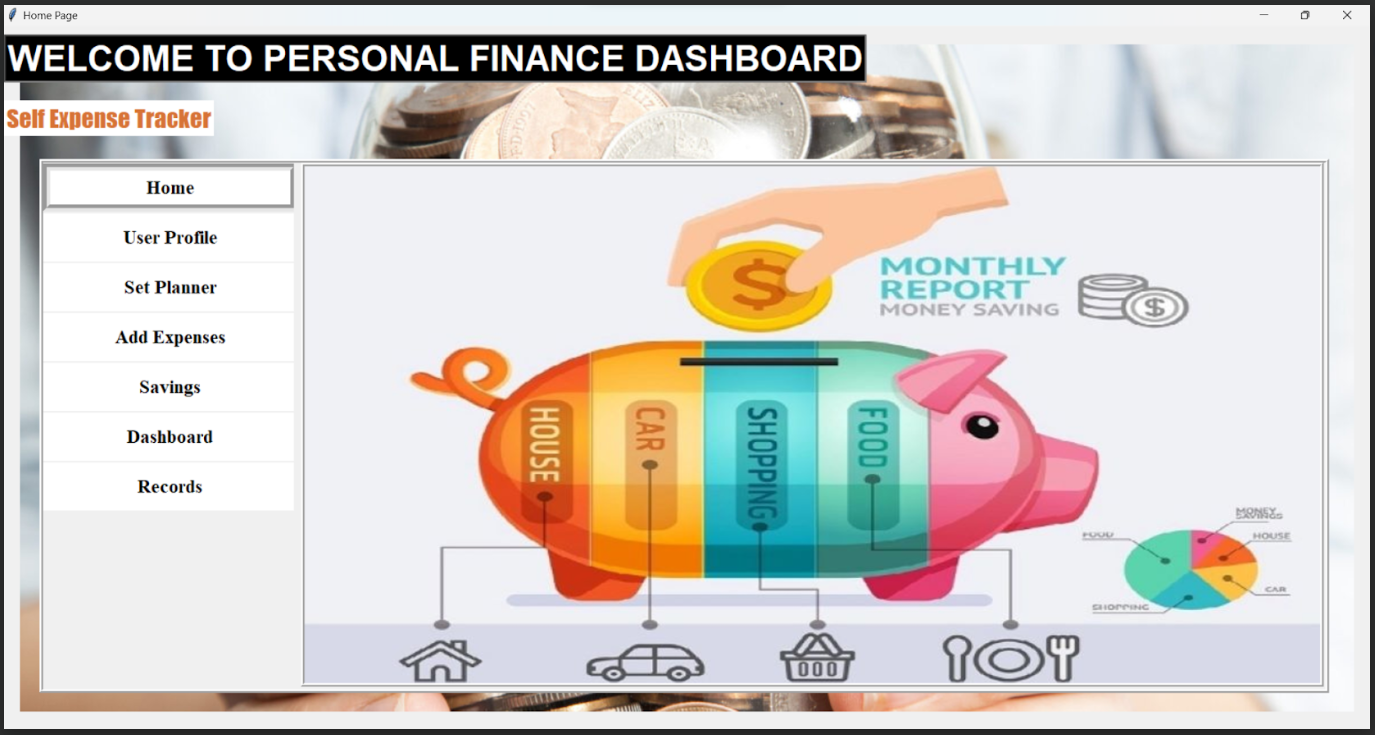 Home Page
WELCOME TO PERSONAL FINANCE DASHBOARD
Self Expense Tracker
Home
User Profile
Set Planner
Add Expenses
Savings
Dashboard
Records
MONTHLY
REPORT
MONEY SAVING
$
$
HOUSE
CAR
SHOPPING
FOOD
MONEY
SAVINGS
HOUSE
FOOD
CAR
SHOPPING